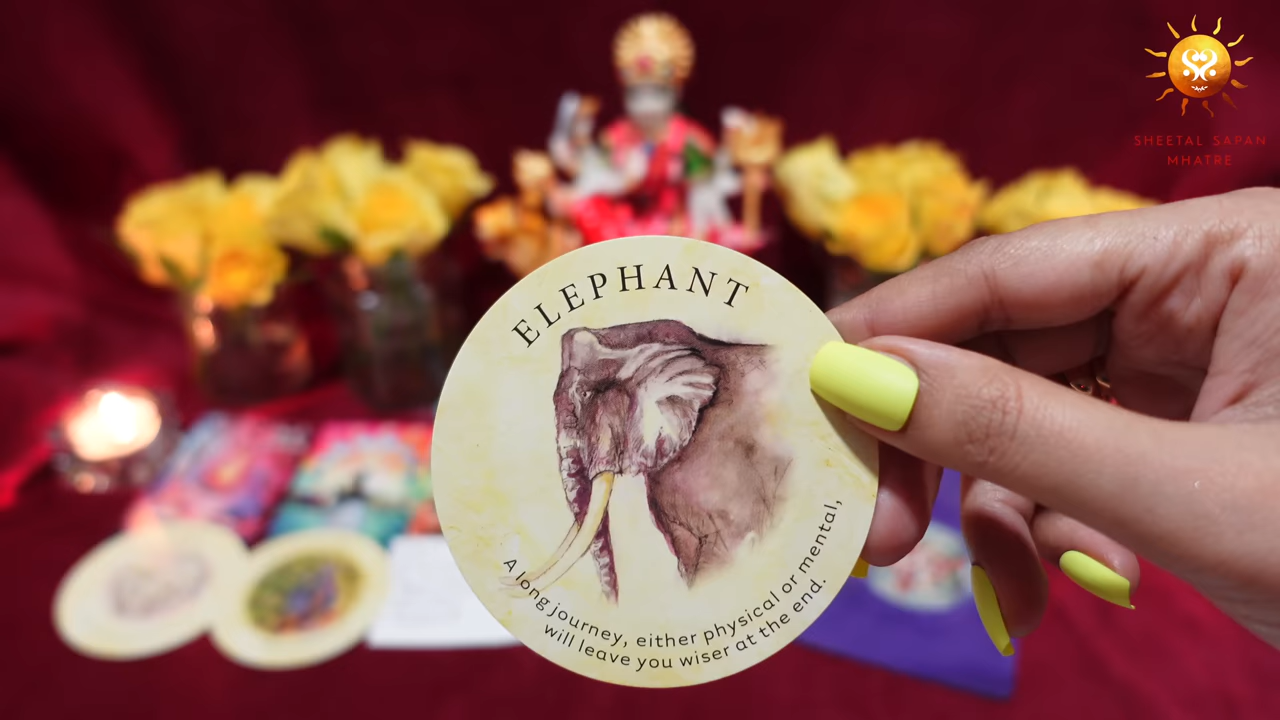 SHEETAL SAPAN
MHATRE
ELEPHANT
A long journey, either physical or mental,
will leave you wiser at the end.